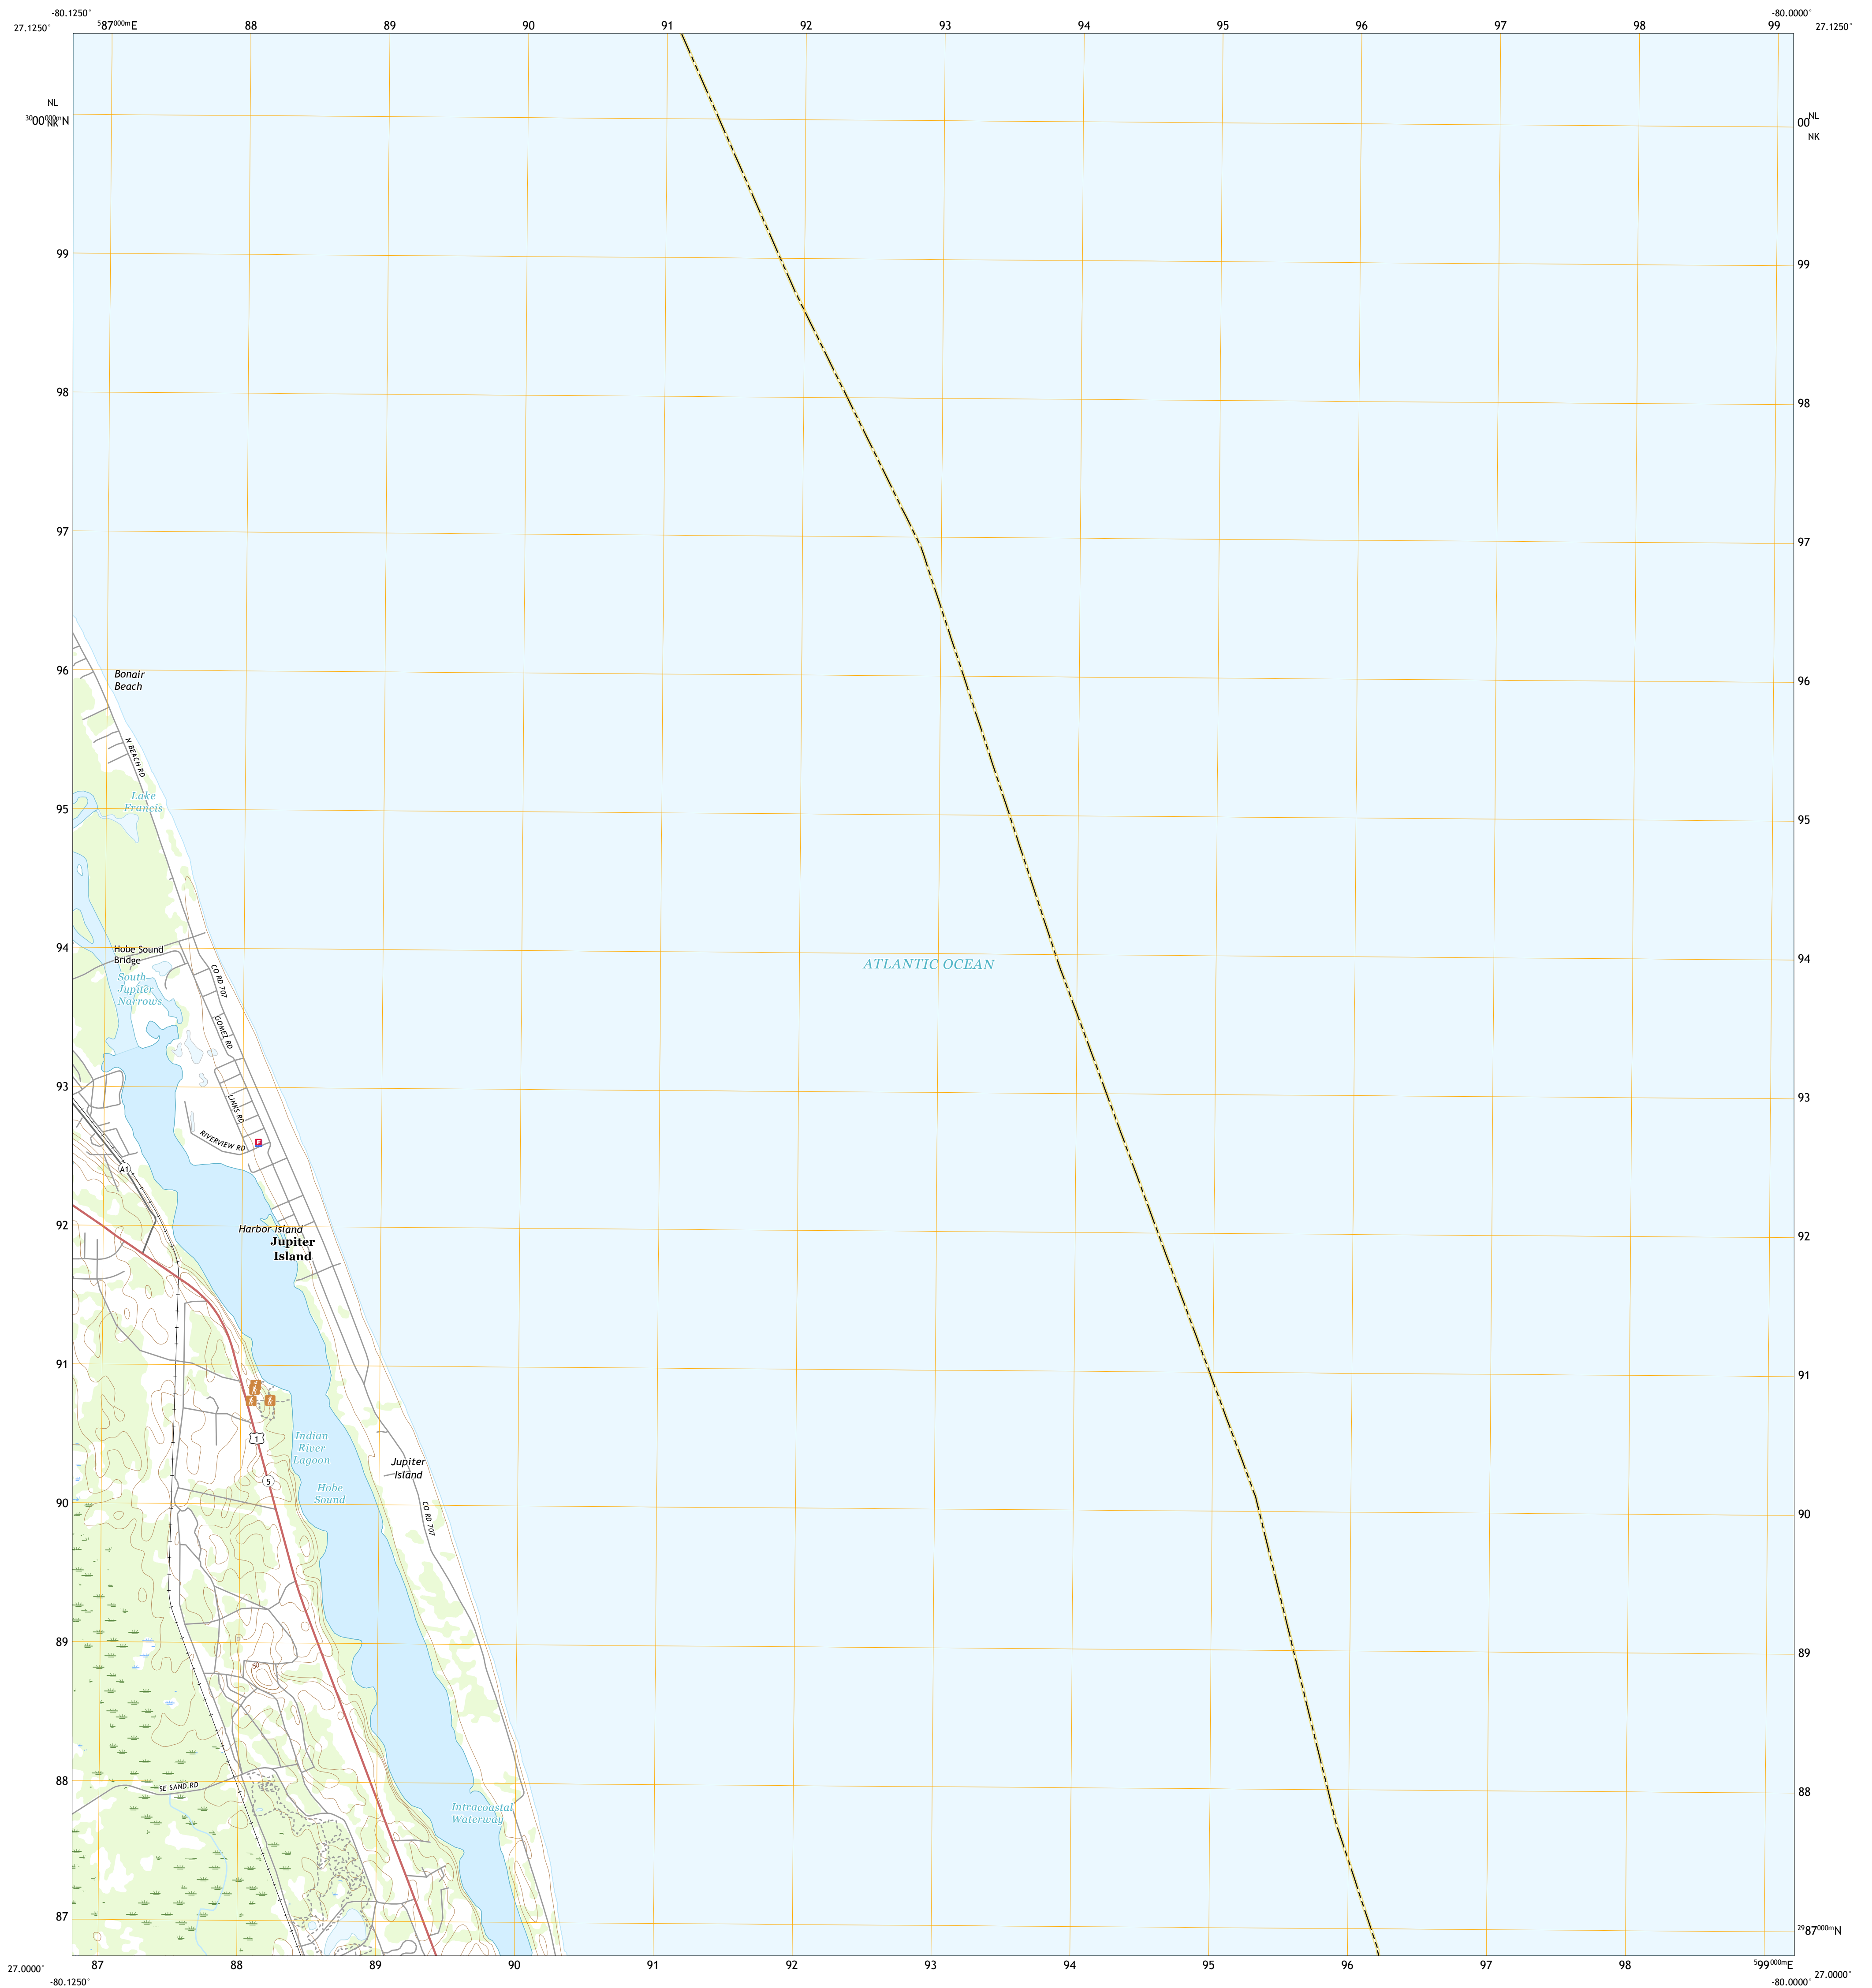 -80.1250° -80.0000°
27.1250° 587000mE 88 89 90 91 92 93 94 95 96 97 98 99 27.1250°
NL NL
3000000mN 00
NK NK
99 99
98 98
97 97
96 96
Bonair
Beach
N BEACH RD
Lake
Francis
95 95
94 94
Hobe Sound
Bridge
ATLANTIC OCEAN
South
Jupiter
Narrows
CO RD 707
GOMEZ RD
93 93
LINKS RD
RIVERVIEW RD
P
A1
92 92
Harbor Island
Jupiter
Island
91 91
1
Indian
River
Lagoon
Jupiter
Island
5
Hobe
Sound
90 90
CO RD 707
89 89
50
88 88
SE SAND RD
Intracoastal
Waterway
87 2987000mN
87 88 89 90 91 92 93 94 95 96 97 98 599000mE
27.0000° 27.0000°
-80.1250° -80.0000°